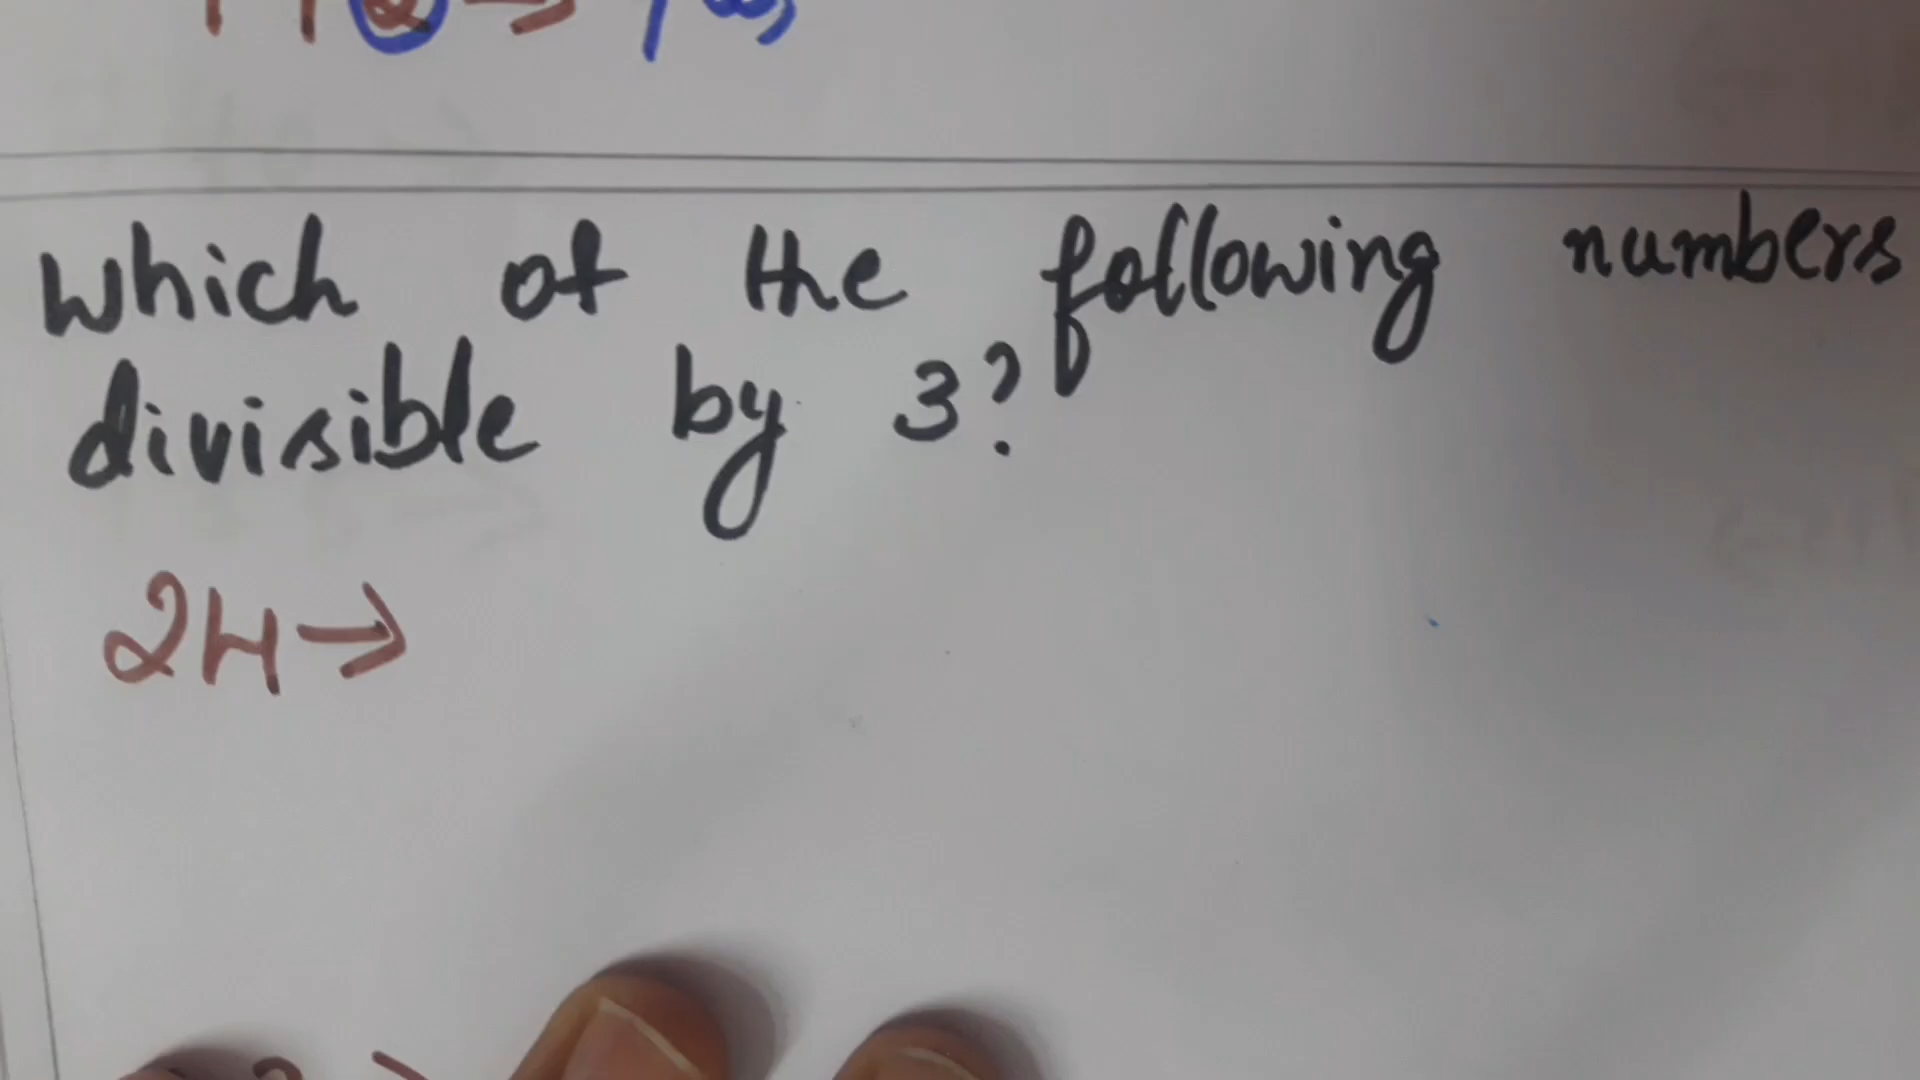 which of the following numbers
divisible by 3?
24→